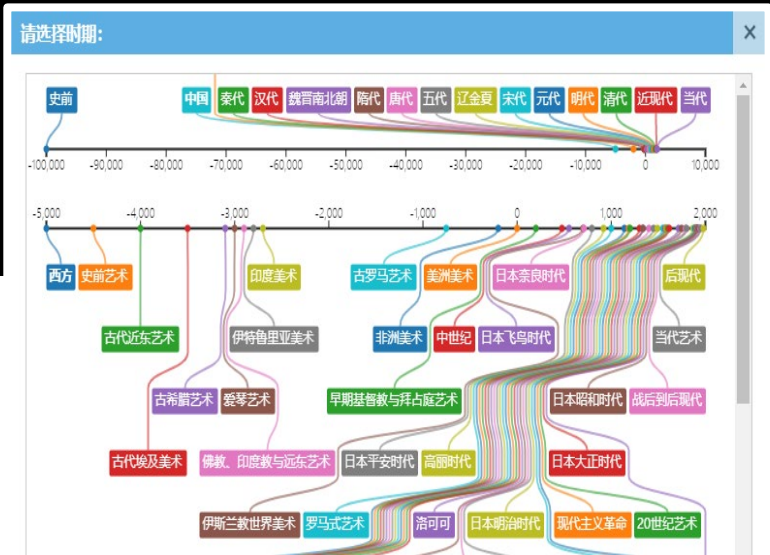 请选择时期:
史前 中国 秦代 汉代 魏晋南北朝 隋代 唐代 五代 辽金夏 宋代 元代 明代 清代 近现代 当代
-100,000 -90,000 -80,000 -70,000 -60,000 -50,000 -40,000 -30,000 -20,000 -10,000 0 10,000
-5,000 -4,000 -3,000 -2,000 -1,000 0 1,000 2,000
西方 史前艺术 印度美术 古罗马艺术 美洲美术 日本奈良时代 后现代
古代近东艺术 伊特鲁里亚美术 非洲美术 中世纪 日本飞鸟时代 当代艺术
古希腊艺术 爱琴艺术 早期基督教与拜占庭艺术 日本昭和时代 战后到后现代
古代埃及美术 佛教、印度教与远东艺术 日本平安时代 高丽时代 日本大正时代
伊斯兰教世界美术 罗马式艺术 洛可可 日本明治时代 现代主义革命 20世纪艺术